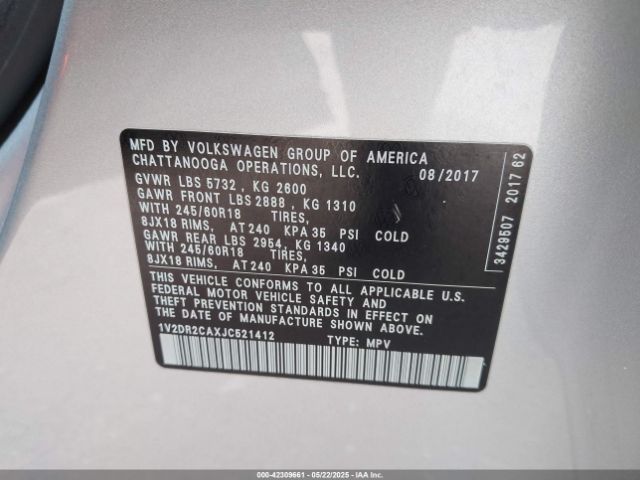 MFD BY VOLKSWAGEN GROUP OF AMERICA
CHATTANOOGA OPERATIONS, LLC. 08/2017
GVWR LBS 5732 , KG 2600
GAWR FRONT LBS 2888 , KG 1310
WITH 245/60R18 TIRES,
8JX18 RIMS, AT 240 KPA 35 PSI COLD
GAWR REAR LBS 2954, KG 1340
WITH 245/60R18 TIRES,
8JX18 RIMS, AT 240 KPA 35 PSI COLD
THIS VEHICLE CONFORMS TO ALL APPLICABLE U.S.
FEDERAL MOTOR VEHICLE SAFETY AND
THEFT PREVENTION STANDARDS IN EFFECT ON
THE DATE OF MANUFACTURE SHOWN ABOVE.
1V2DR2CAXJC521412 TYPE: MPV
3429507 2017 62
000-42309661 - 05/22/2025 - IAAI.com